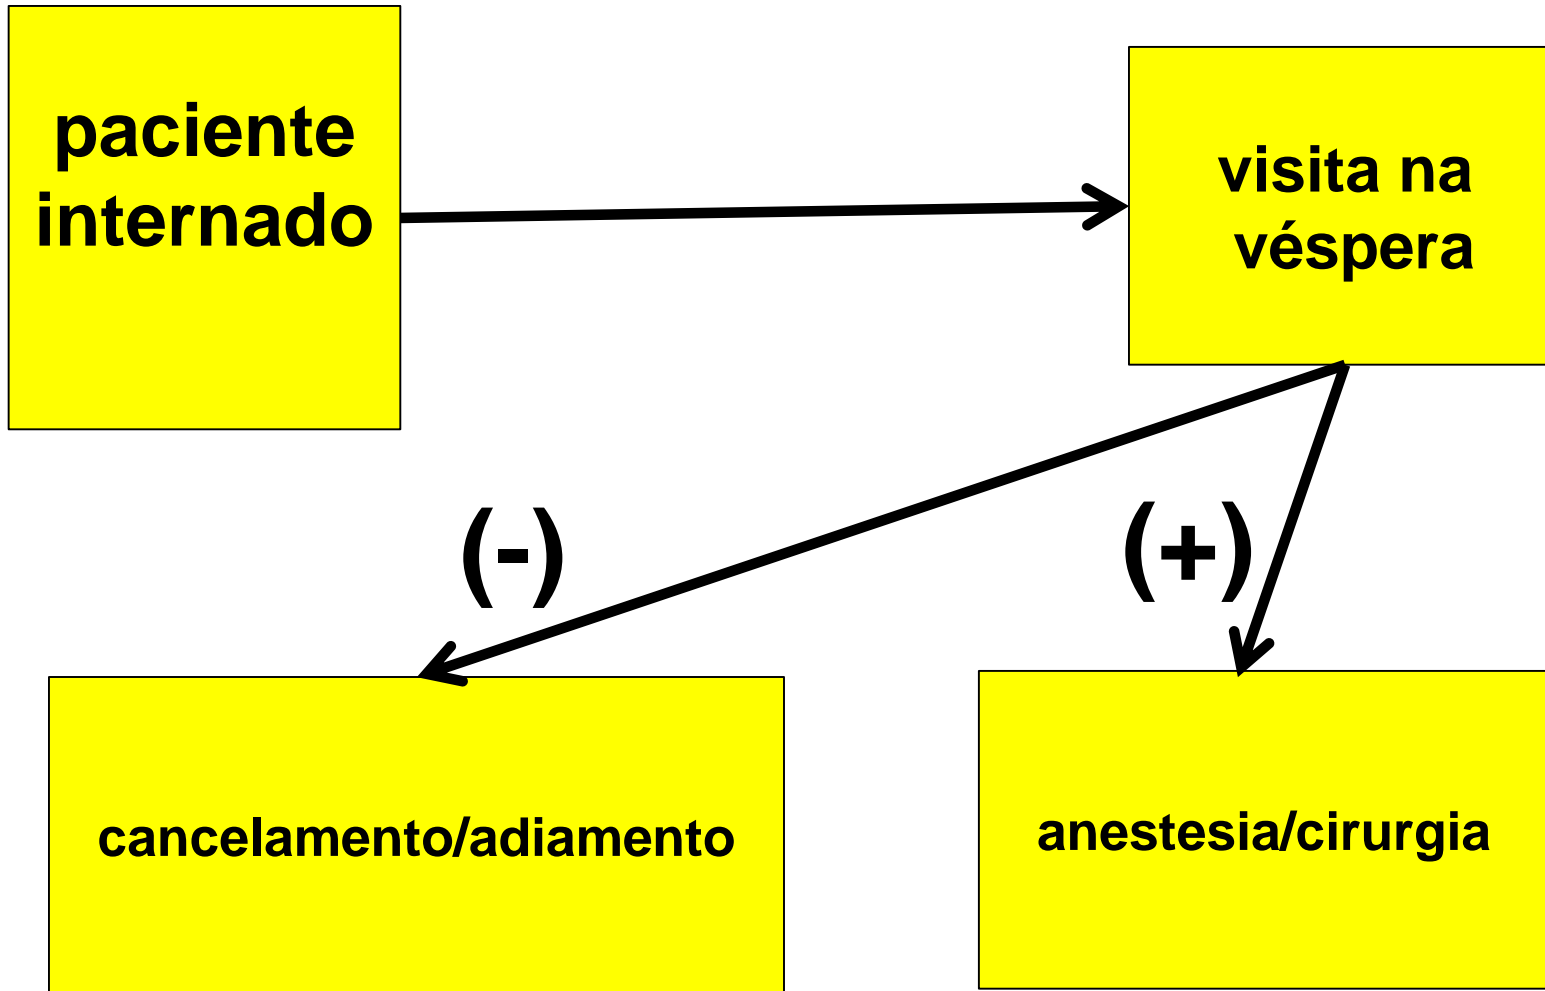 paciente
internado
visita na
véspera
(-)
(+)
cancelamento/adiamento
anestesia/cirurgia